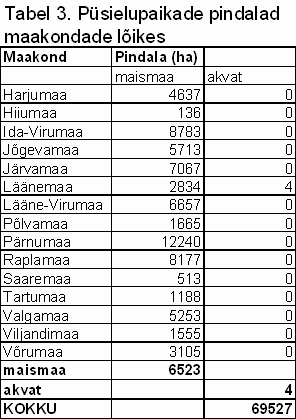 Tabel 3. Püsielupaikade pindalad
maakondade lõikes
Maakond Pindala (ha)
maismaa akvat
Harjumaa 4637 0
Hiiumaa 136 0
Ida-Virumaa 8783 0
Jõgevamaa 5713 0
Järvamaa 7067 0
Läänemaa 2834 4
Lääne-Virumaa 6657 0
Põlvamaa 1665 0
Pärnumaa 12240 0
Raplamaa 8177 0
Saaremaa 513 0
Tartumaa 1188 0
Valgamaa 5253 0
Viljandimaa 1555 0
Võrumaa 3105 0
maismaa 6523
akvat 4
KOKKU 69527